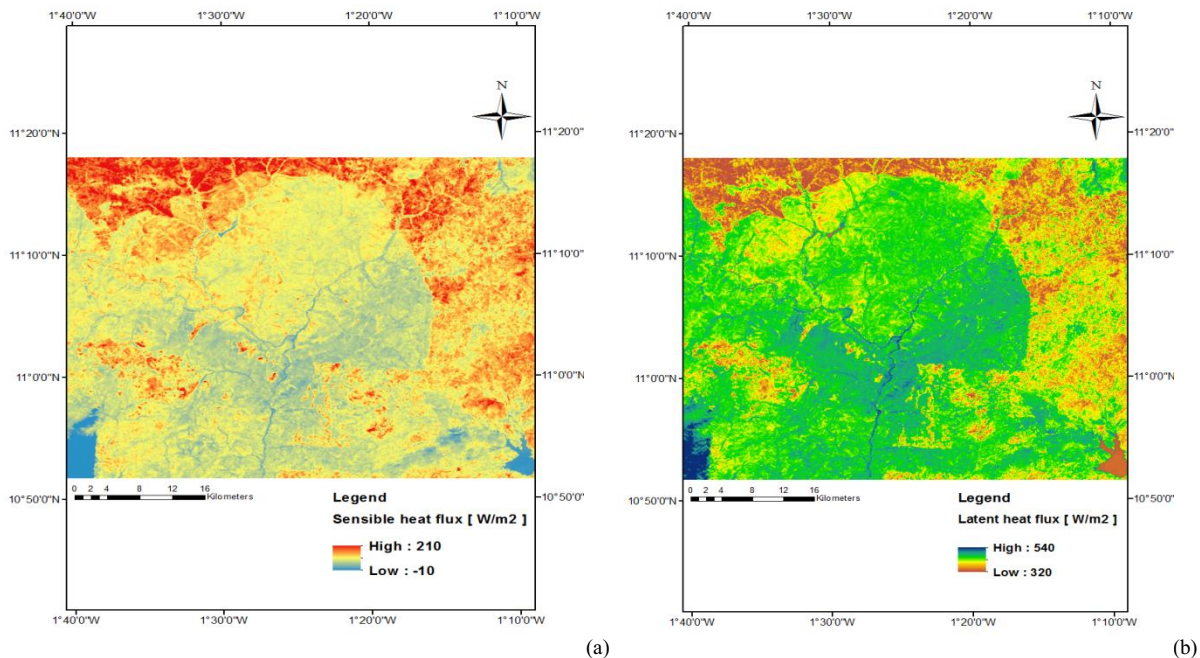 1°40'0"W 1°30'0"W 1°20'0"W 1°10'0"W
N
11°20'0"N 11°20'0"N
11°10'0"N 11°10'0"N
11°0'0"N 11°0'0"N
10°50'0"N 10°50'0"N
0 2 4 8 12 16
Kilometers
Legend
Sensible heat flux [ W/m2 ]
High : 210
Low : -10
1°40'0"W 1°30'0"W 1°20'0"W 1°10'0"W
(a)
1°40'0"W 1°30'0"W 1°20'0"W 1°10'0"W
N
11°20'0"N 11°20'0"N
11°10'0"N 11°10'0"N
11°0'0"N 11°0'0"N
10°50'0"N 10°50'0"N
0 2 4 8 12 16
Kilometers
Legend
Latent heat flux [ W/m2 ]
High : 540
Low : 320
1°40'0"W 1°30'0"W 1°20'0"W 1°10'0"W
(b)